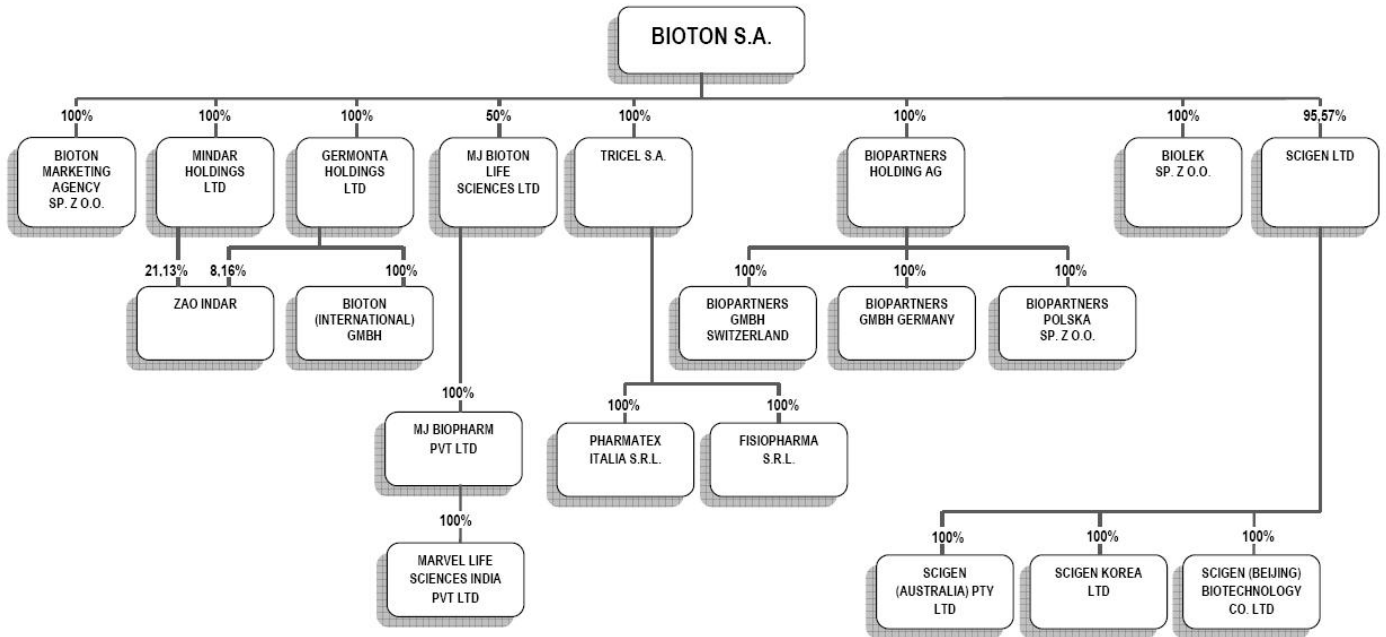 BIOTON S.A.
100%
100%
100%
50%
100%
100%
100%
95,57%
BIOTON
MARKETING
AGENCY
SP. Z O.O.
MINDAR
HOLDINGS
LTD
GERMONTA
HOLDINGS
LTD
MJ BIOTON
LIFE
SCIENCES LTD
TRICEL S.A.
BIOPARTNERS
HOLDING AG
BIOLEK
SP. Z O.O.
SCIGEN LTD
21,13%
8,16%
100%
100%
100%
100%
ZAO INDAR
BIOTON
(INTERNATIONAL)
GMBH
BIOPARTNERS
GMBH
SWITZERLAND
BIOPARTNERS
GMBH GERMANY
BIOPARTNERS
POLSKA
SP. Z O.O.
100%
100%
100%
MJ BIOPHARM
PVT LTD
PHARMATEX
ITALIA S.R.L.
FISIOPHARMA
S.R.L.
100%
100%
100%
100%
MARVEL LIFE
SCIENCES INDIA
PVT LTD
SCIGEN
(AUSTRALIA) PTY
LTD
SCIGEN KOREA
LTD
SCIGEN (BEIJING)
BIOTECHNOLOGY
CO. LTD